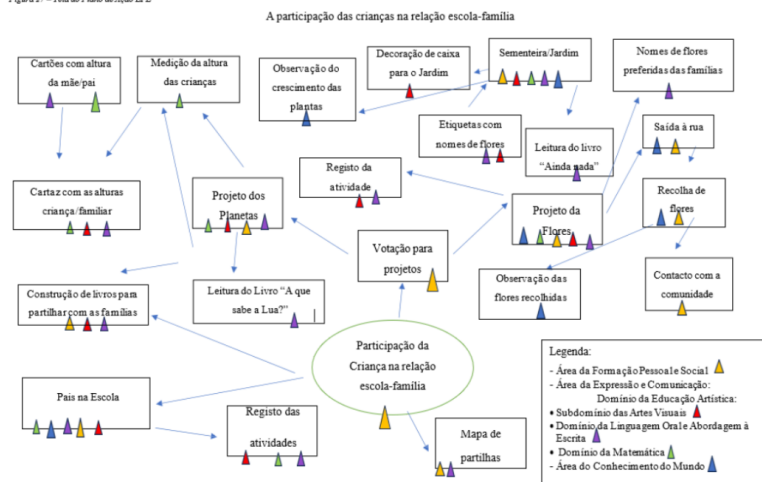 A participação das crianças na relação escola-família
Cartões com altura
da mãe/pai
Medição da altura
das crianças
Observação do
crescimento das
plantas
Decoração de caixa
para o Jardim
Sementeira/Jardim
Nomes de flores
preferidas das famílias
Etiquetas com
nomes de flores
Leitura do livro
“Ainda nada”
Saída à rua
Registo da
atividade
Cartaz com as alturas
criança/familiar
Projeto dos
Planetas
Projeto da
Flores
Recolha de
flores
Votação para
projetos
Observação das
flores recolhidas
Contacto com a
comunidade
Construção de livros para
partilhar com as famílias
Leitura do Livro “A que
sabe a Lua?”
Participação da
Criança na relação
escola-família
Pais na Escola
Registo das
atividades
Mapa de
partilhas
Legenda:
- Área da Formação Pessoal e Social
- Área da Expressão e Comunicação:
Domínio da Educação Artística:
• Subdomínio das Artes Visuais
• Domínio da Linguagem Oral e Abordagem à
Escrita
• Domínio da Matemática
- Área do Conhecimento do Mundo